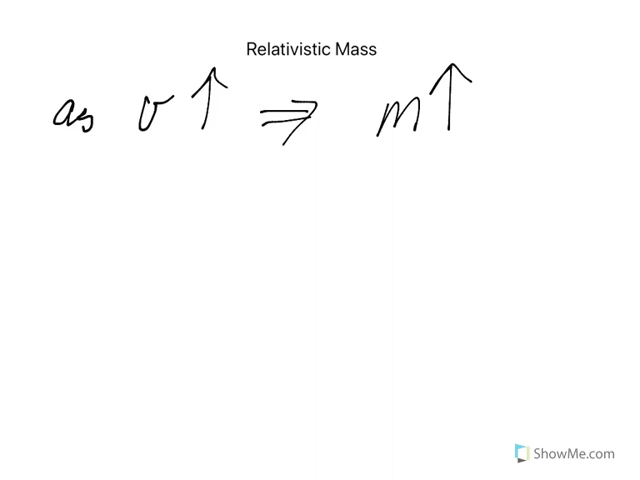 Relativistic Mass
as v ↑ ⇒ m ↑
ShowMe.com